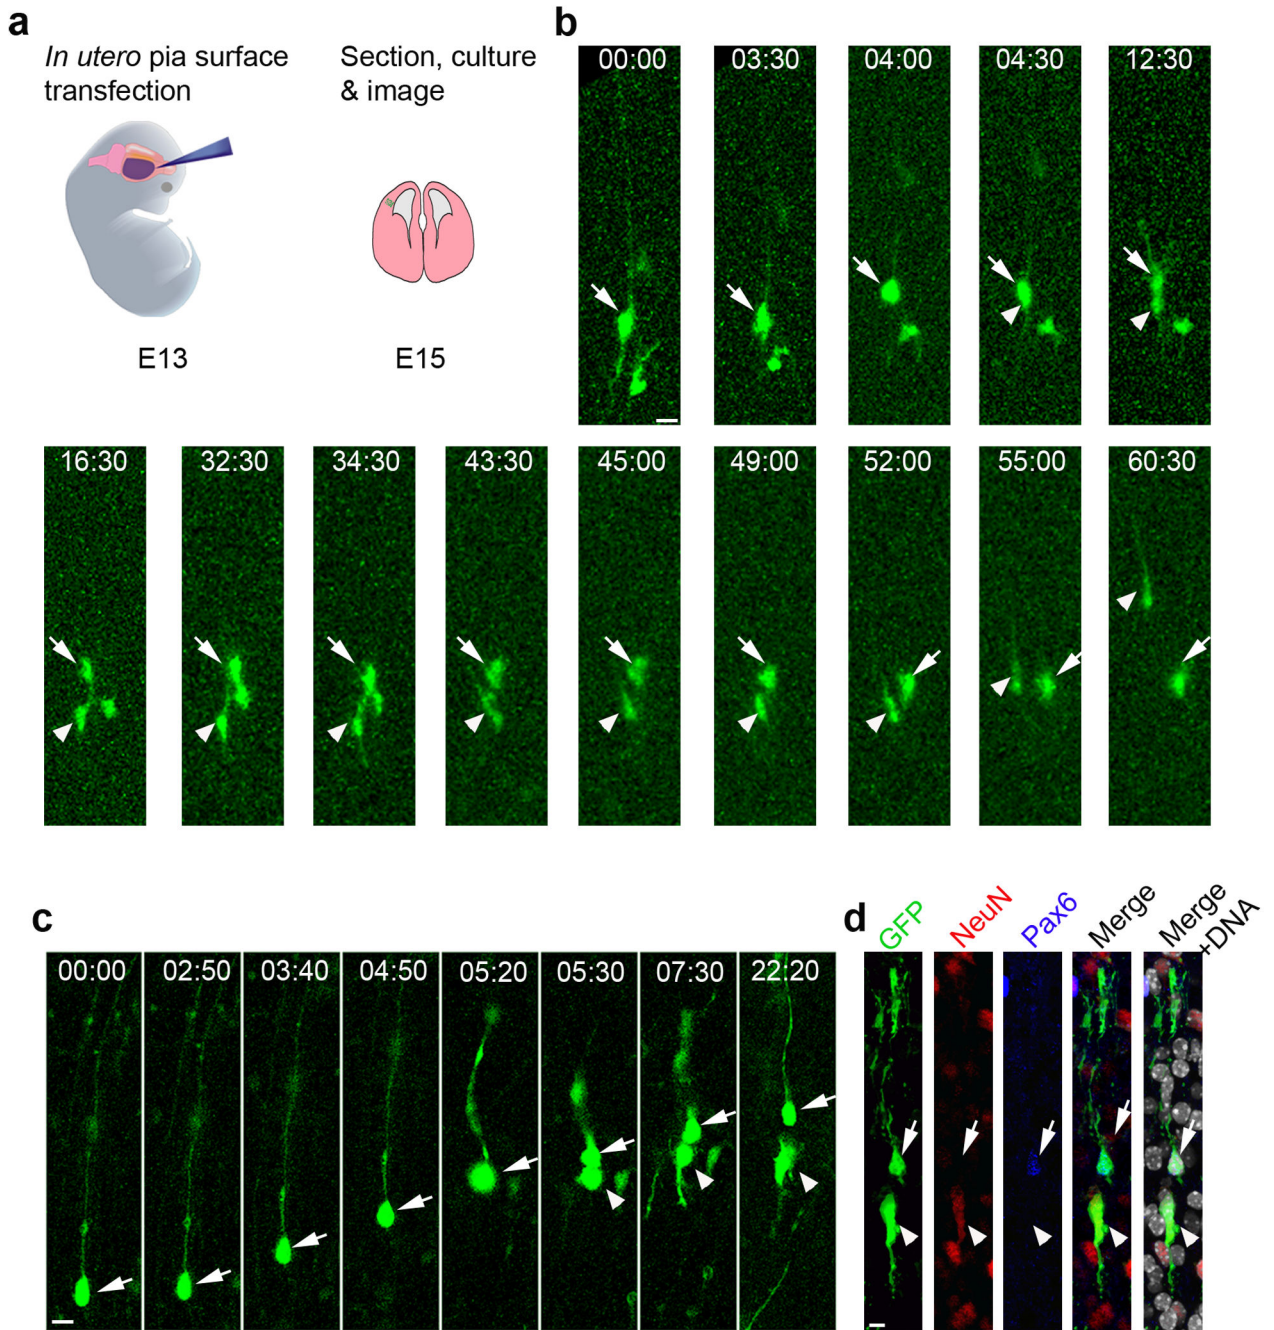 a
In utero pia surface
transfection
Section, culture
& image
E13
E15
b
00:00
03:30
04:00
04:30
12:30
16:30
32:30
34:30
43:30
45:00
49:00
52:00
55:00
60:30
c
00:00
02:50
03:40
04:50
05:20
05:30
07:30
22:20
d
GFP
NeuN
Pax6
Merge
Merge
+DNA